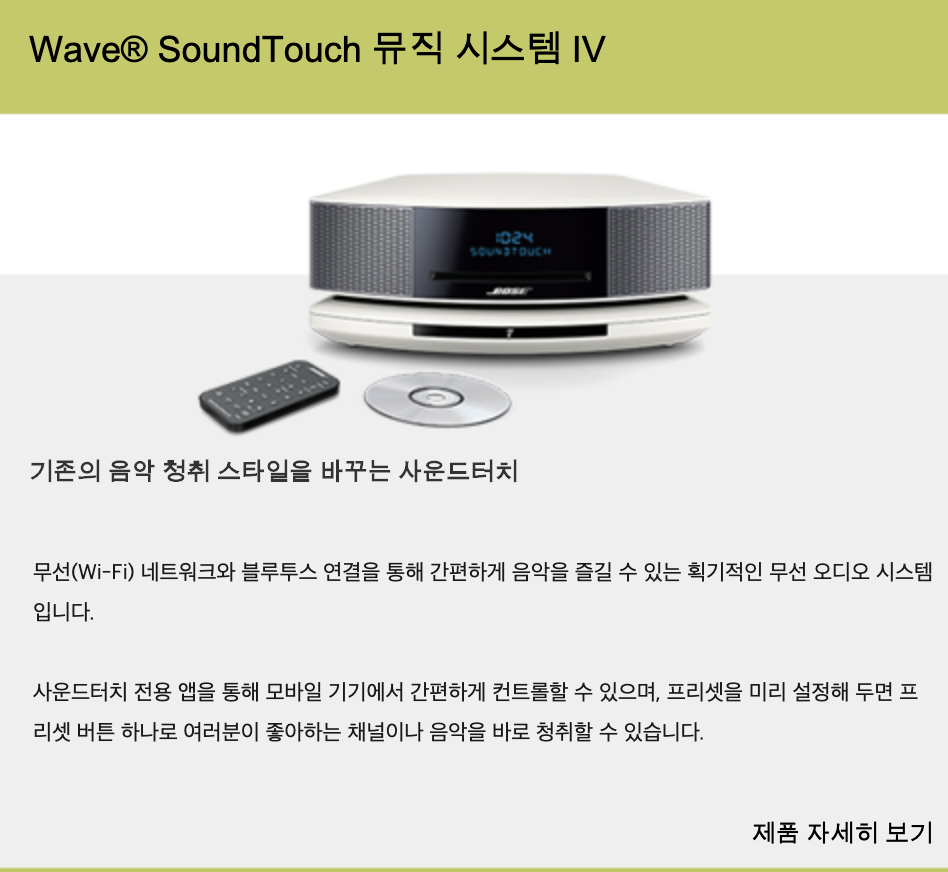 Wave® SoundTouch 뮤직 시스템 IV
1024
SOUNDTOUCH
BOSE
기존의 음악 청취 스타일을 바꾸는 사운드터치
무선(Wi-Fi) 네트워크와 블루투스 연결을 통해 간편하게 음악을 즐길 수 있는 획기적인 무선 오디오 시스템
입니다.
사운드터치 전용 앱을 통해 모바일 기기에서 간편하게 컨트롤할 수 있으며, 프리셋을 미리 설정해 두면 프
리셋 버튼 하나로 여러분이 좋아하는 채널이나 음악을 바로 청취할 수 있습니다.
제품 자세히 보기